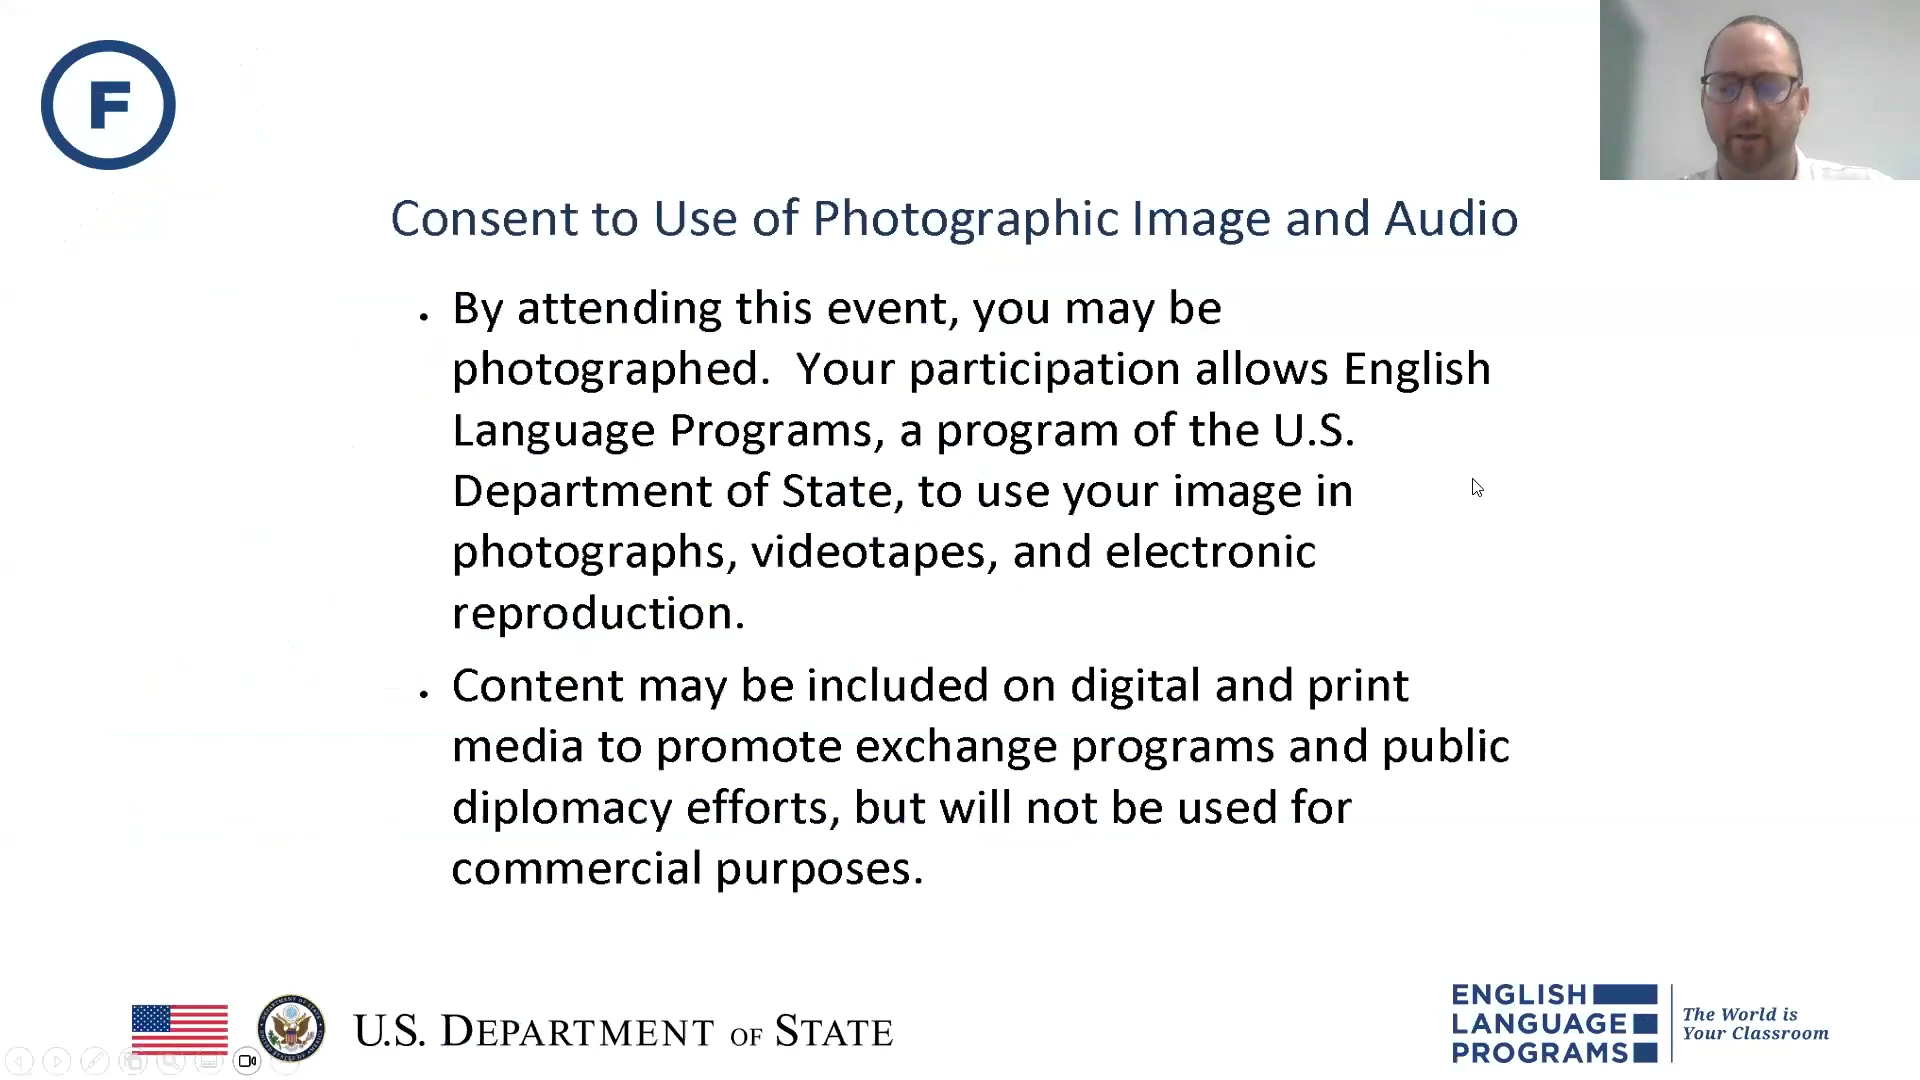 F
Consent to Use of Photographic Image and Audio
• By attending this event, you may be
photographed.  Your participation allows English
Language Programs, a program of the U.S.
Department of State, to use your image in
photographs, videotapes, and electronic
reproduction.
• Content may be included on digital and print
media to promote exchange programs and public
diplomacy efforts, but will not be used for
commercial purposes.
U.S. DEPARTMENT OF STATE
ENGLISH
LANGUAGE
PROGRAMS
The World is
Your Classroom